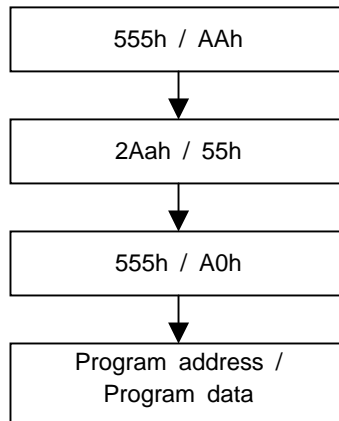 555h / AAh
2Aah / 55h
555h / A0h
Program address /
Program data